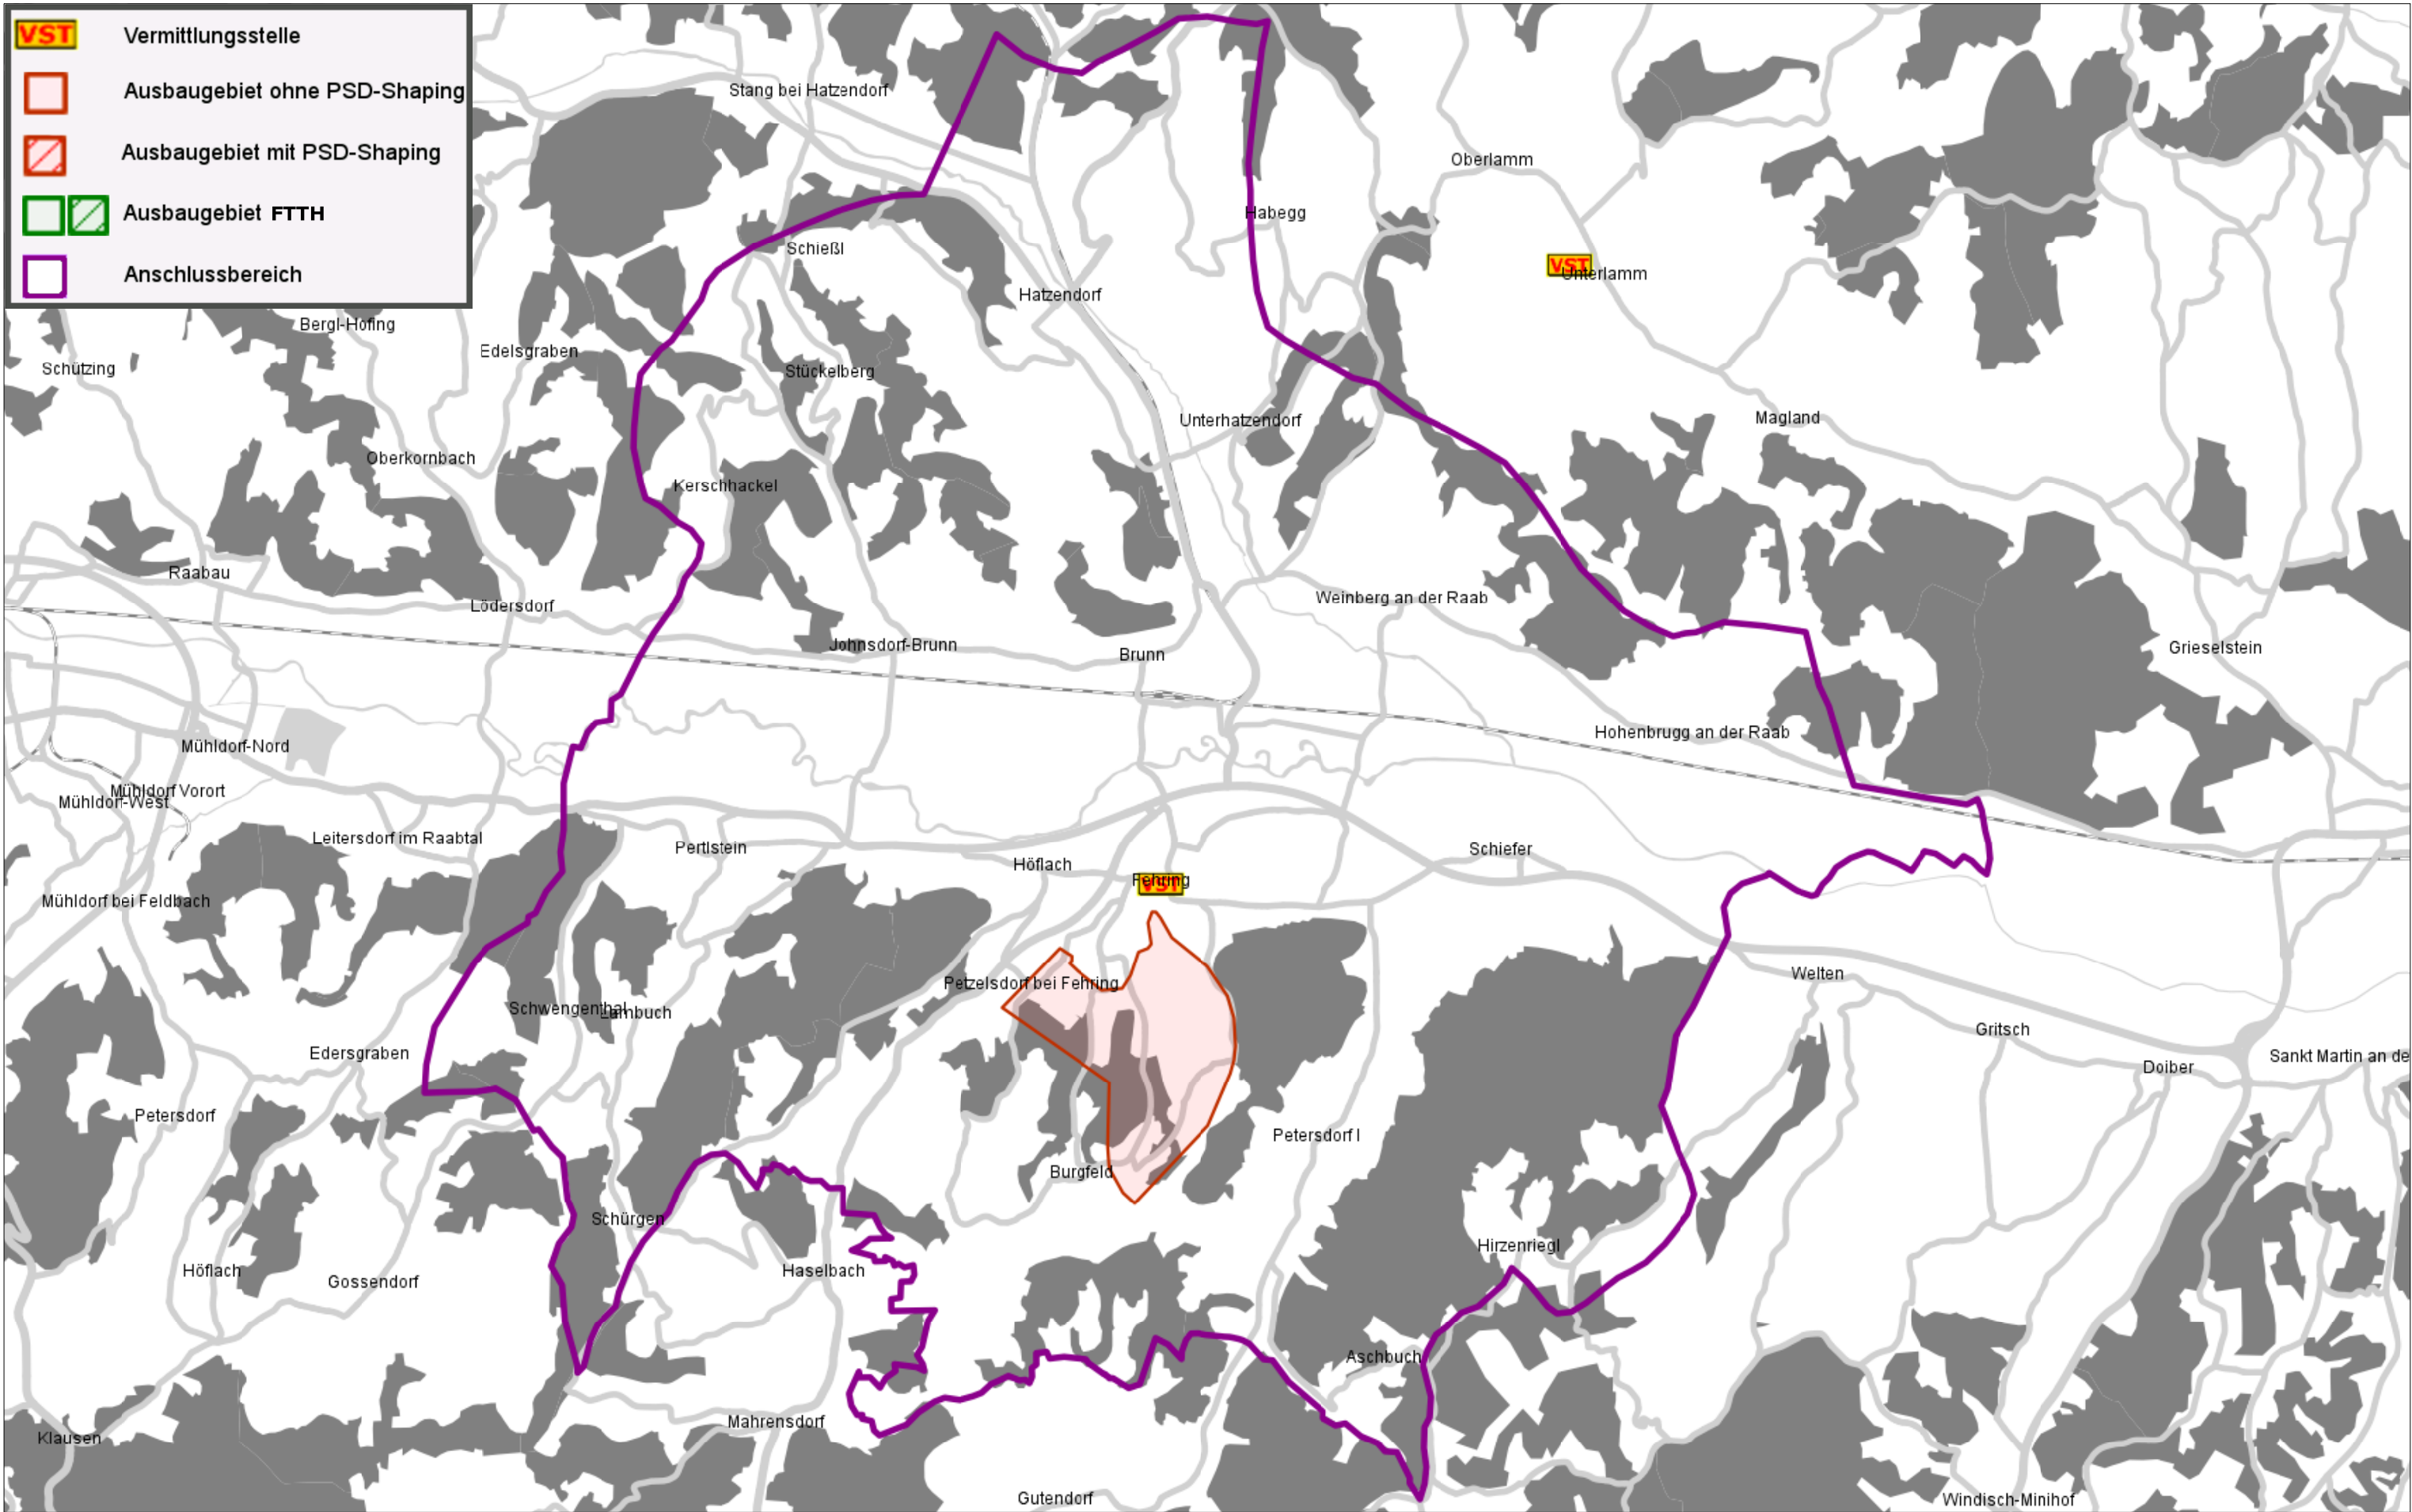 VST Vermittlungsstelle
Ausbaugebiet ohne PSD-Shaping
Ausbaugebiet mit PSD-Shaping
Ausbaugebiet FTTH
Anschlussbereich
Stang bei Hatzendorf
Oberlamm
Habegg
Schießl
VST
Unterlamm
Hatzendorf
Bergl-Höfing
Edelsgraben
Schützing
Stückelberg
Magland
Unterhatzendorf
Oberkornbach
Kerschhackel
Raabau
Weinberg an der Raab
Lödersdorf
Johnsdorf-Brunn
Brunn
Grieselstein
Hohenbrugg an der Raab
Mühldorf-Nord
Mühldorf Vorort
Mühldorf-West
Leitersdorf im Raabtal
Pertlstein
Schiefer
Höflach
VST
Fehring
Mühldorf bei Feldbach
Welten
Petzelsdorf bei Fehring
Schwengenthal
Lambuch
Gritsch
Edersgraben
Sankt Martin an de
Doiber
Petersdorf
Petersdorf I
Burgfeld
Schürgen
Hirzenriegl
Höflach
Haselbach
Gossendorf
Aschbuch
Mahrensdorf
Klausen
Gutendorf
Windisch-Minihof